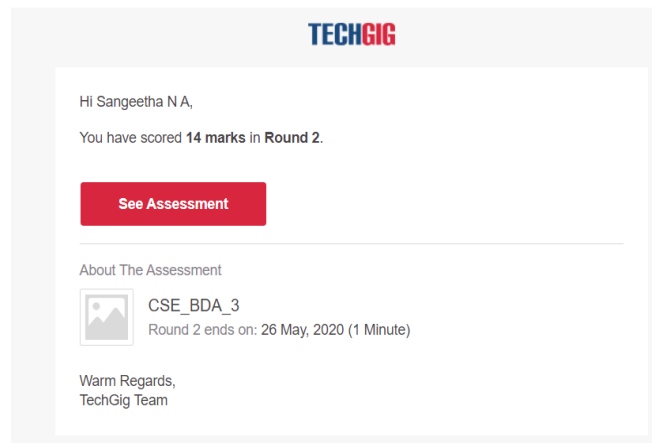 TECHGIG
Hi Sangeetha N A,
You have scored 14 marks in Round 2.
See Assessment
About The Assessment
CSE_BDA_3
Round 2 ends on: 26 May, 2020 (1 Minute)
Warm Regards,
TechGig Team